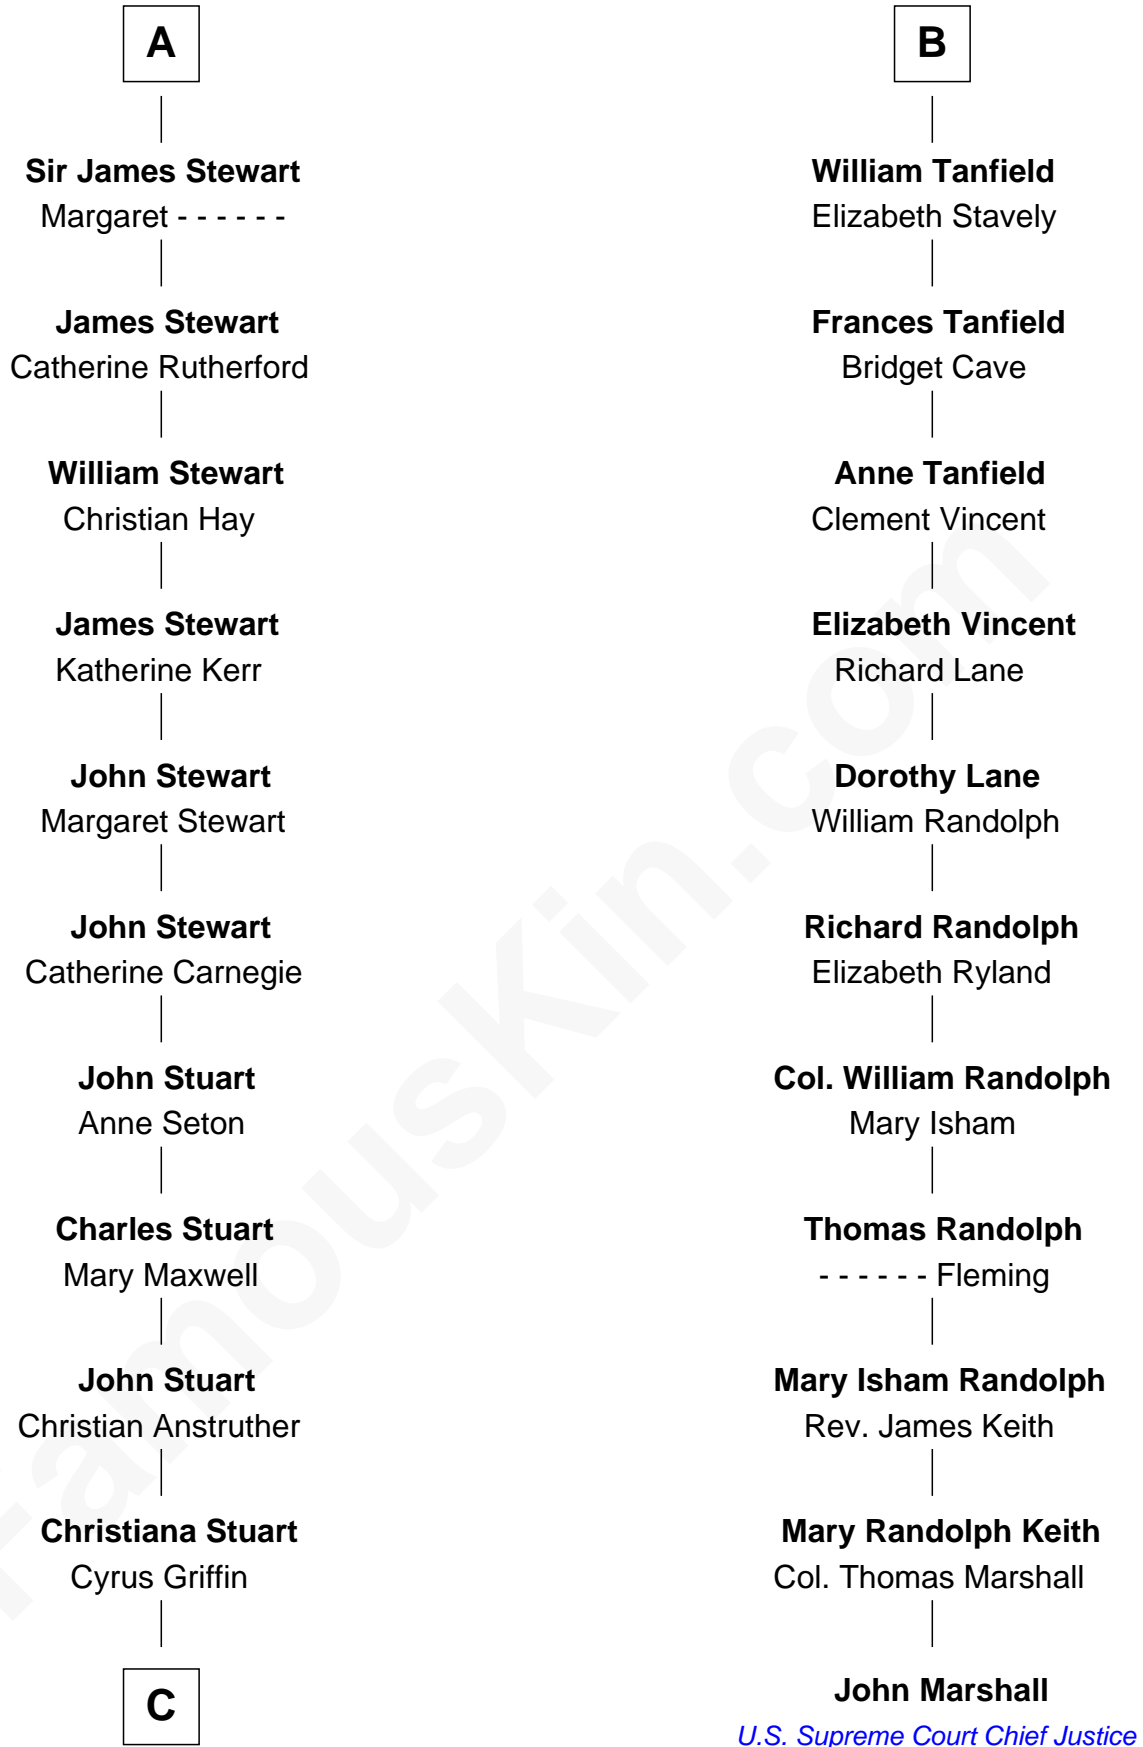 A
Sir James Stewart
Margaret - - - - - -
James Stewart
Catherine Rutherford
William Stewart
Christian Hay
James Stewart
Katherine Kerr
John Stewart
Margaret Stewart
John Stewart
Catherine Carnegie
John Stuart
Anne Seton
Charles Stuart
Mary Maxwell
John Stuart
Christian Anstruther
Christiana Stuart
Cyrus Griffin
C
B
William Tanfield
Elizabeth Stavely
Frances Tanfield
Bridget Cave
Anne Tanfield
Clement Vincent
Elizabeth Vincent
Richard Lane
Dorothy Lane
William Randolph
Richard Randolph
Elizabeth Ryland
Col. William Randolph
Mary Isham
Thomas Randolph
- - - - - - Fleming
Mary Isham Randolph
Rev. James Keith
Mary Randolph Keith
Col. Thomas Marshall
John Marshall
U.S. Supreme Court Chief Justice
FamousKin.com